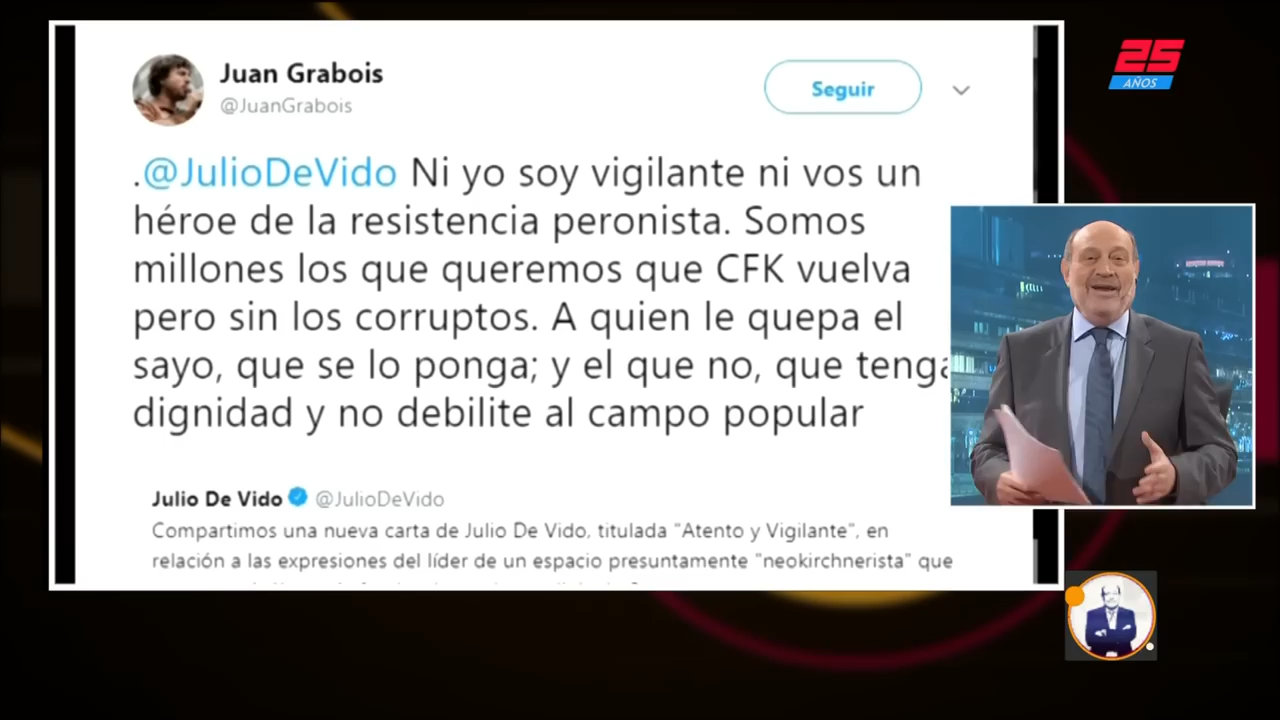 Juan Grabois
@JuanGrabois
Seguir
.@JulioDeVido Ni yo soy vigilante ni vos un
héroe de la resistencia peronista. Somos
millones los que queremos que CFK vuelva
pero sin los corruptos. A quien le quepa el
sayo, que se lo ponga; y el que no, que tenga
dignidad y no debilite al campo popular
Julio De Vido @JulioDeVido
Compartimos una nueva carta de Julio De Vido, titulada "Atento y Vigilante", en
relación a las expresiones del líder de un espacio presuntamente "neokirchnerista" que
25
AÑOS